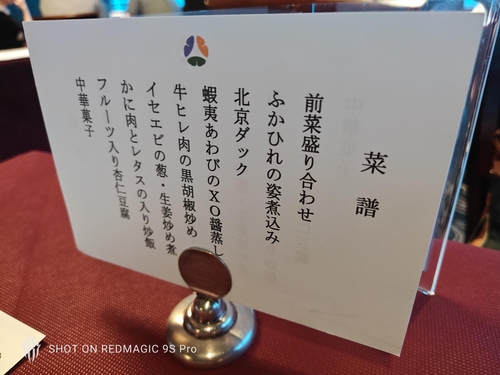 菜譜
前菜盛り合わせ
ふかひれの姿煮込み
北京ダック
蝦夷あわびのXO醤蒸し
牛ヒレ肉の黒胡椒炒め
イセエビの葱・生姜炒め煮
かに肉とレタスの入り炒飯
フルーツ入り杏仁豆腐
中華菓子
SHOT ON REDMAGIC 9S Pro